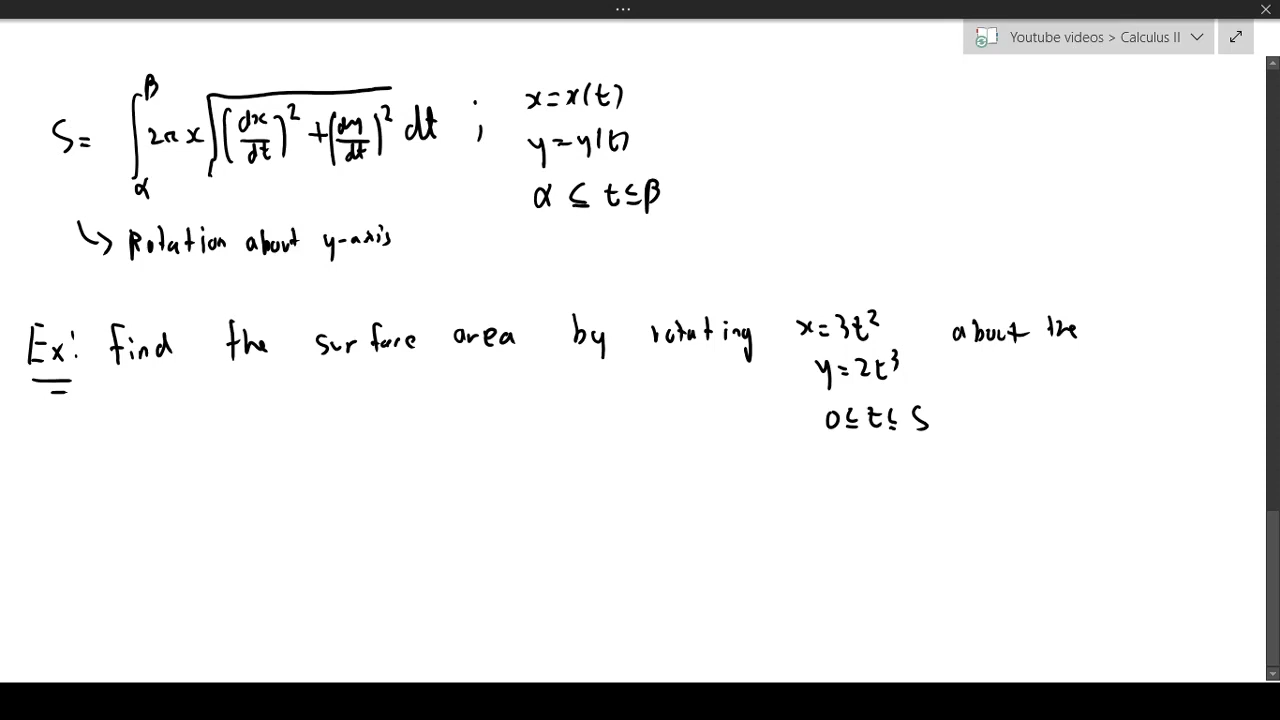 ...
Youtube videos > Calculus II
S = ∫_α^β 2π x √((dx/dt)² + (dy/dt)²) dt ; x = x(t)
y = y(t)
α ≤ t ≤ β
↳ Rotation about y-axis
Ex: find the surface area by rotating x = 3t² about the
y = 2t³
0 ≤ t ≤ 5